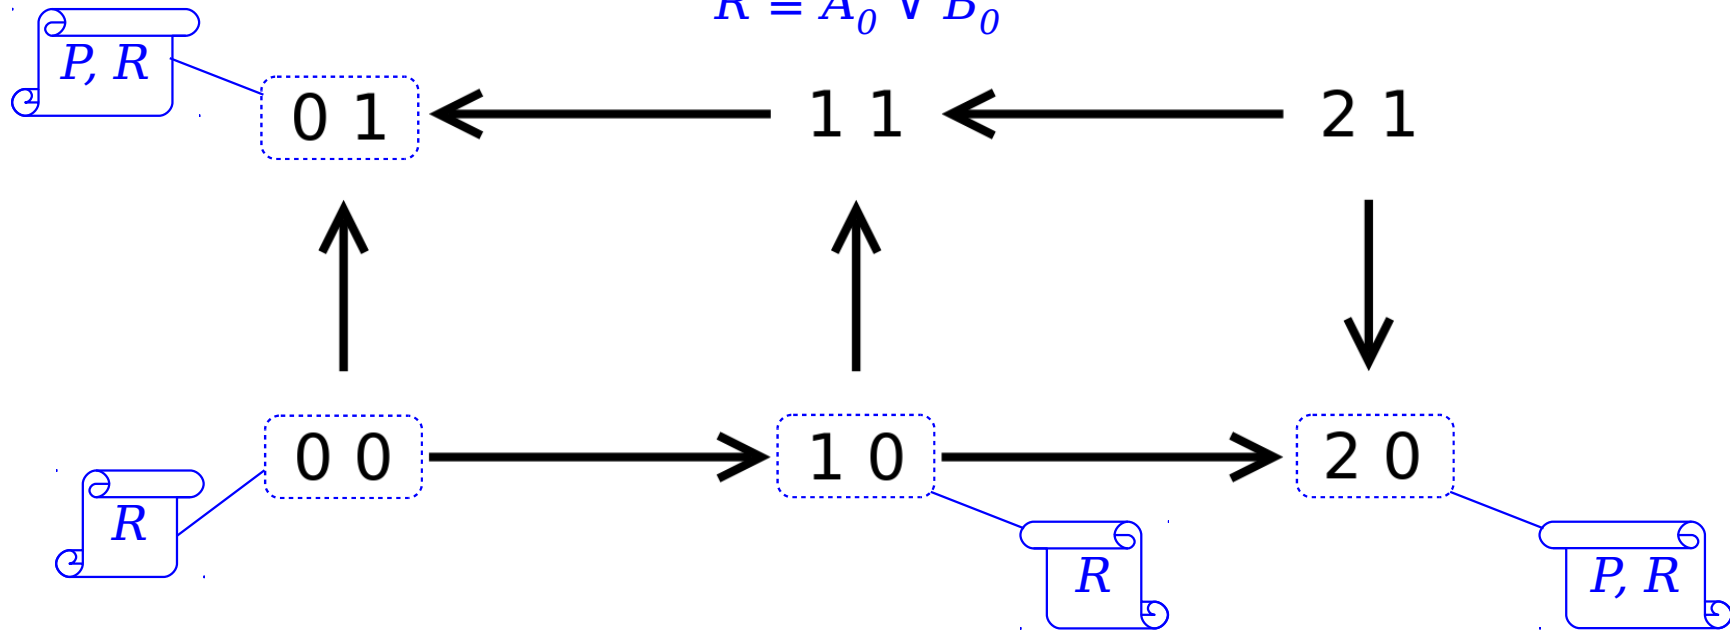 R = A₀ ∨ B₀
P, R
0 1
1 1
2 1
0 0
1 0
2 0
R
R
P, R